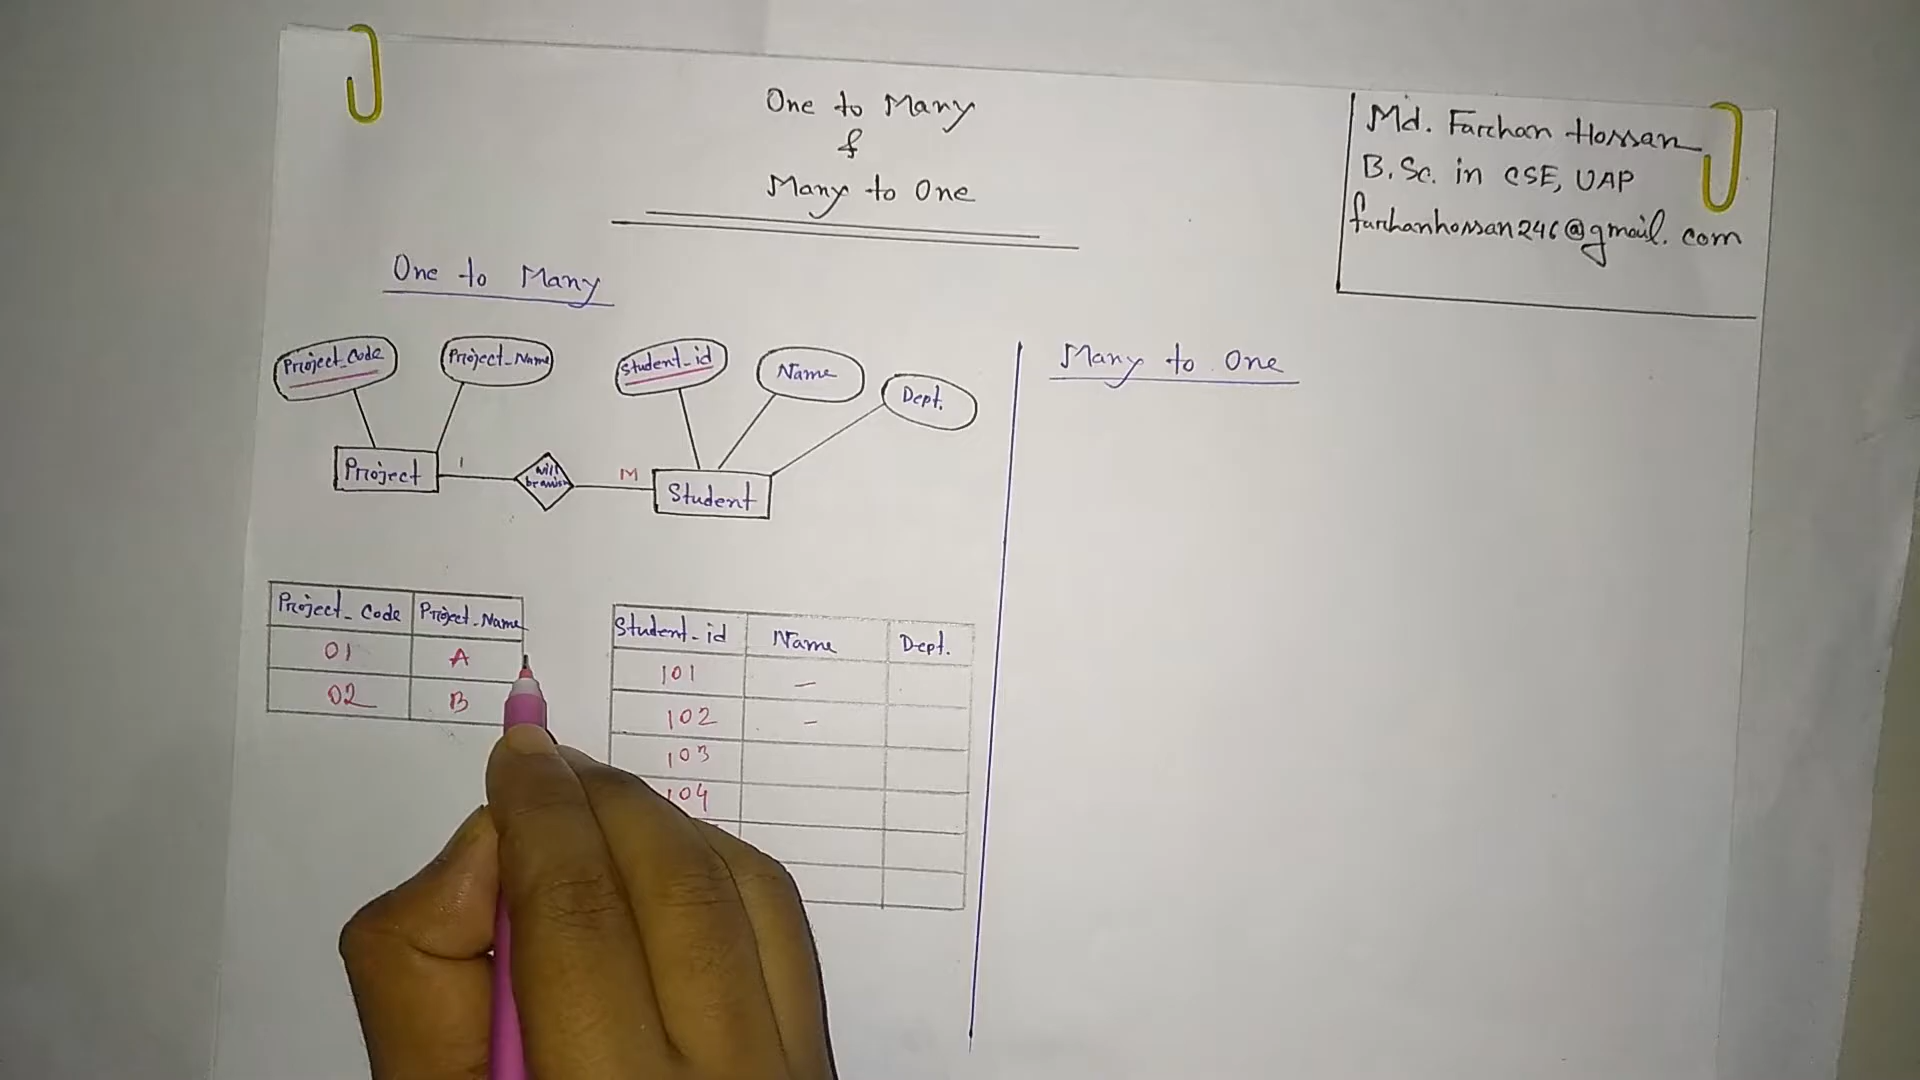 One to Many
&
Many to One
Md. Farhan Hossan
B.Sc. in CSE, UAP
farhanhossan246@gmail.com
One to Many
Project_Code
Project_Name
Student_id
Name
Dept.
Project
1
will
M
Student
Project_Code Project_Name
01 A
02 B
Student_id Name Dept.
101 –
102 –
103
104
Many to One